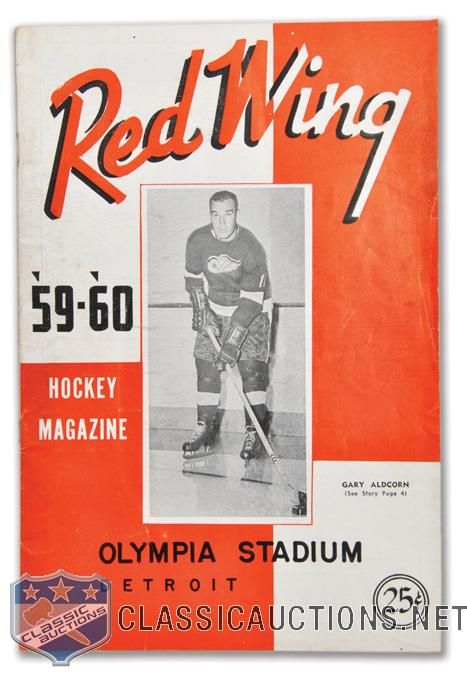 Red Wing
'59-'60
HOCKEY
MAGAZINE
GARY ALDCORN
(See Story Page 4)
OLYMPIA STADIUM
DETROIT
25¢
CLASSIC
AUCTIONS
CLASSICAUCTIONS.NET